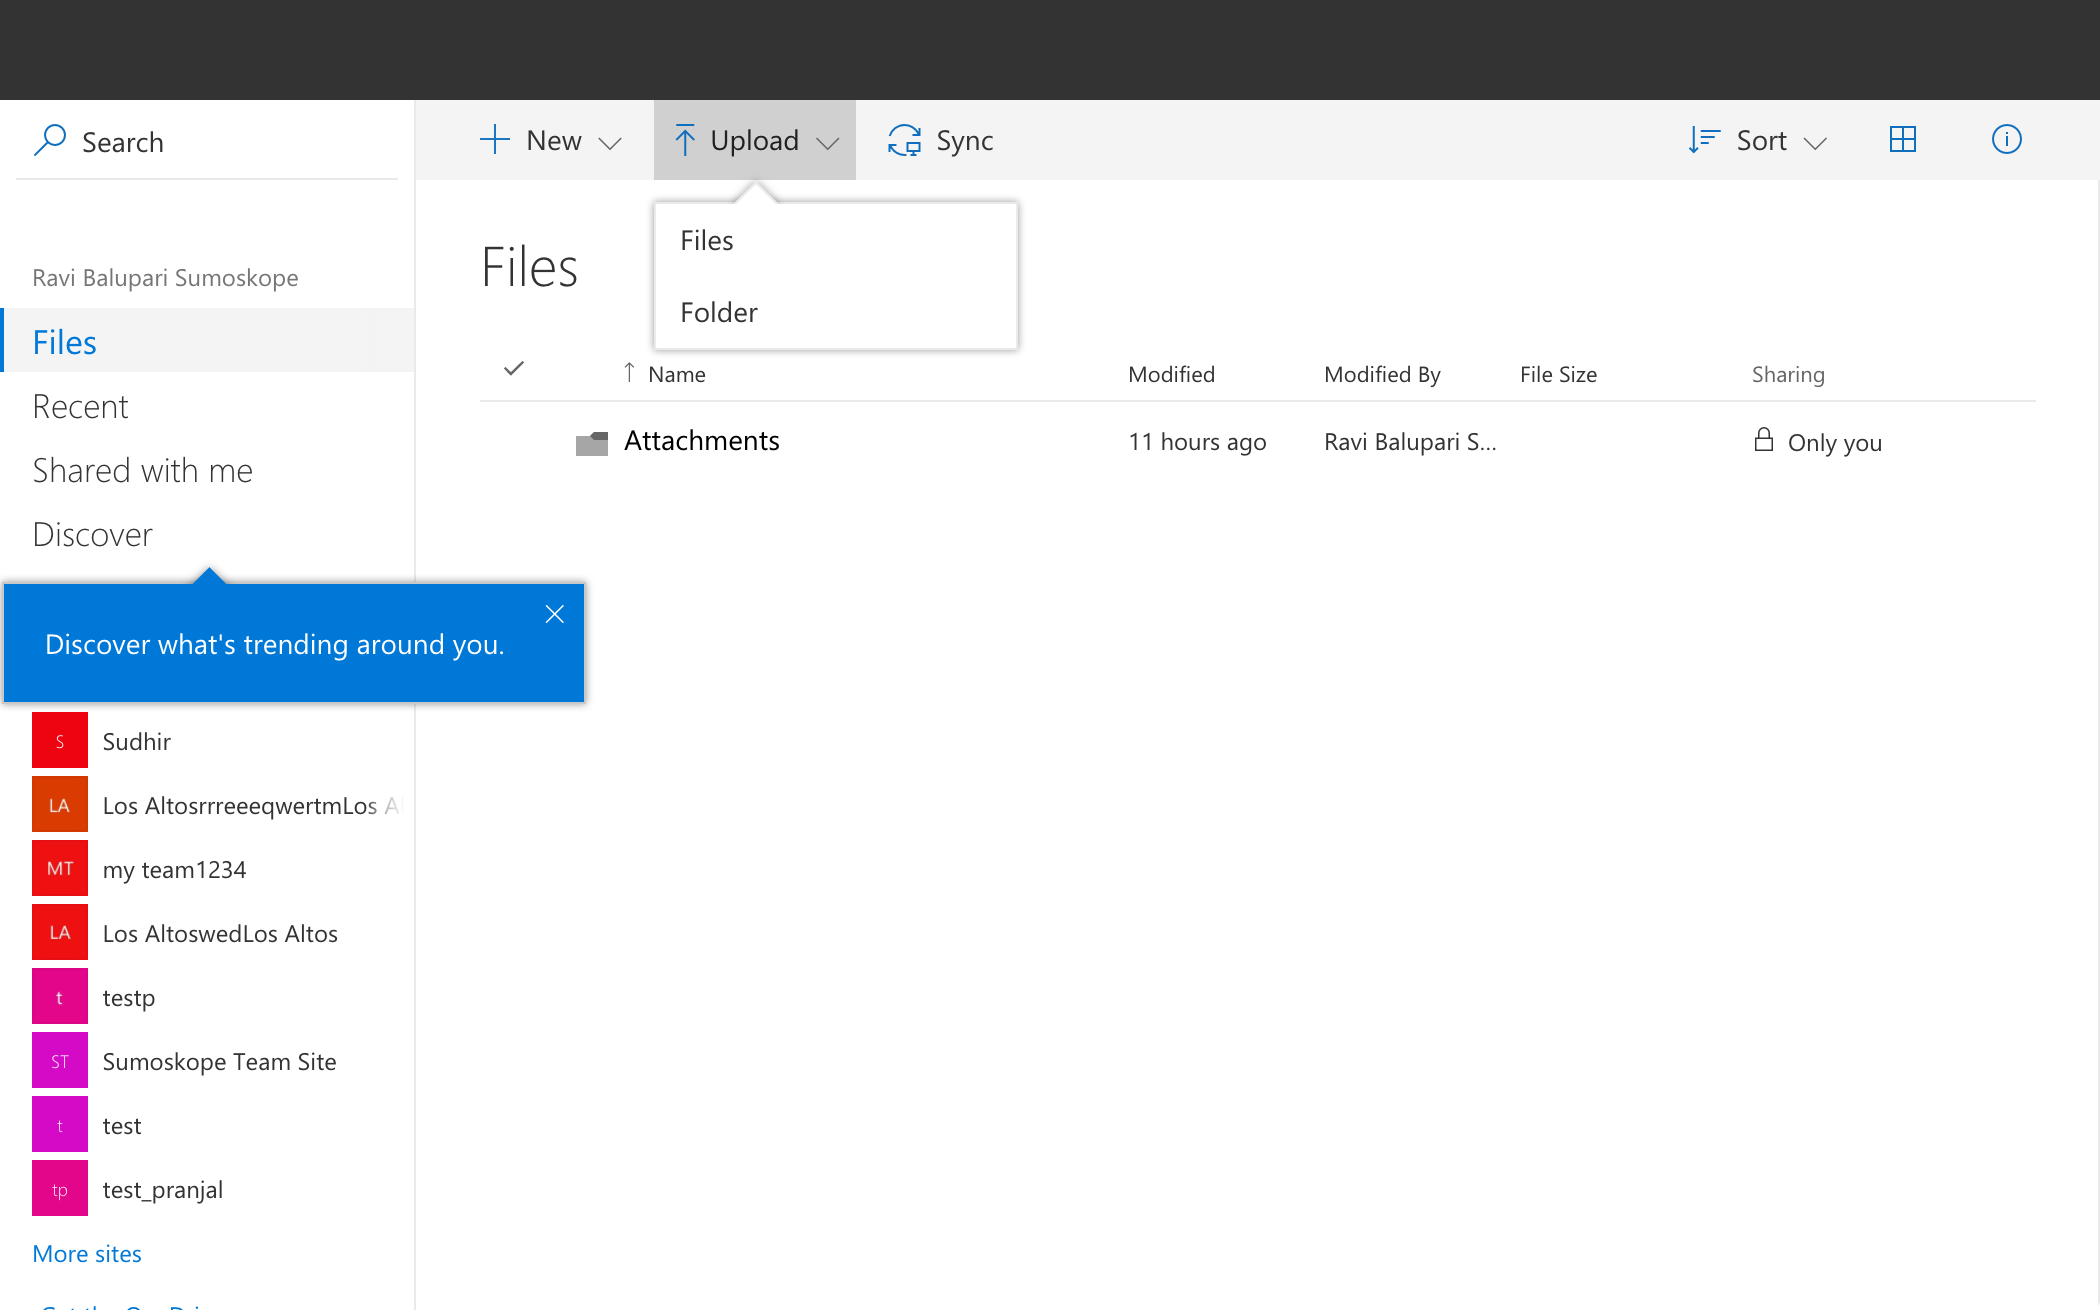 Search
New
Upload
Sync
Sort
Files
Folder
Files
Ravi Balupari Sumoskope
Files
Recent
Shared with me
Discover
Name
Modified
Modified By
File Size
Sharing
Attachments
11 hours ago
Ravi Balupari S...
Only you
Discover what's trending around you.
S
Sudhir
LA
Los AltosrrreeeqwertmLos A
MT
my team1234
LA
Los AltoswedLos Altos
t
testp
ST
Sumoskope Team Site
t
test
tp
test_pranjal
More sites